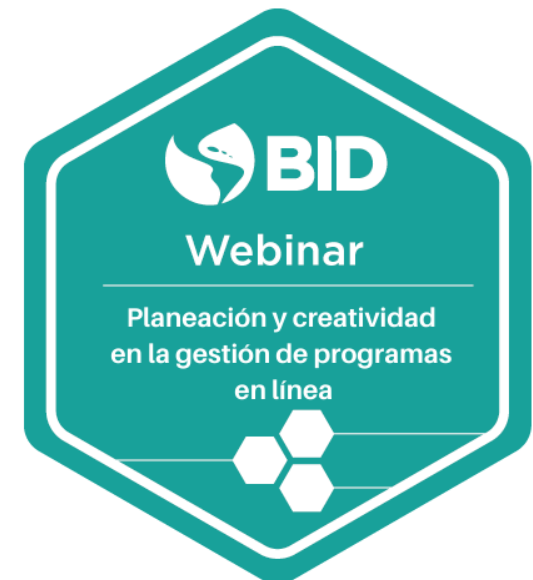 BID
Webinar
Planeación y creatividad
en la gestión de programas
en línea